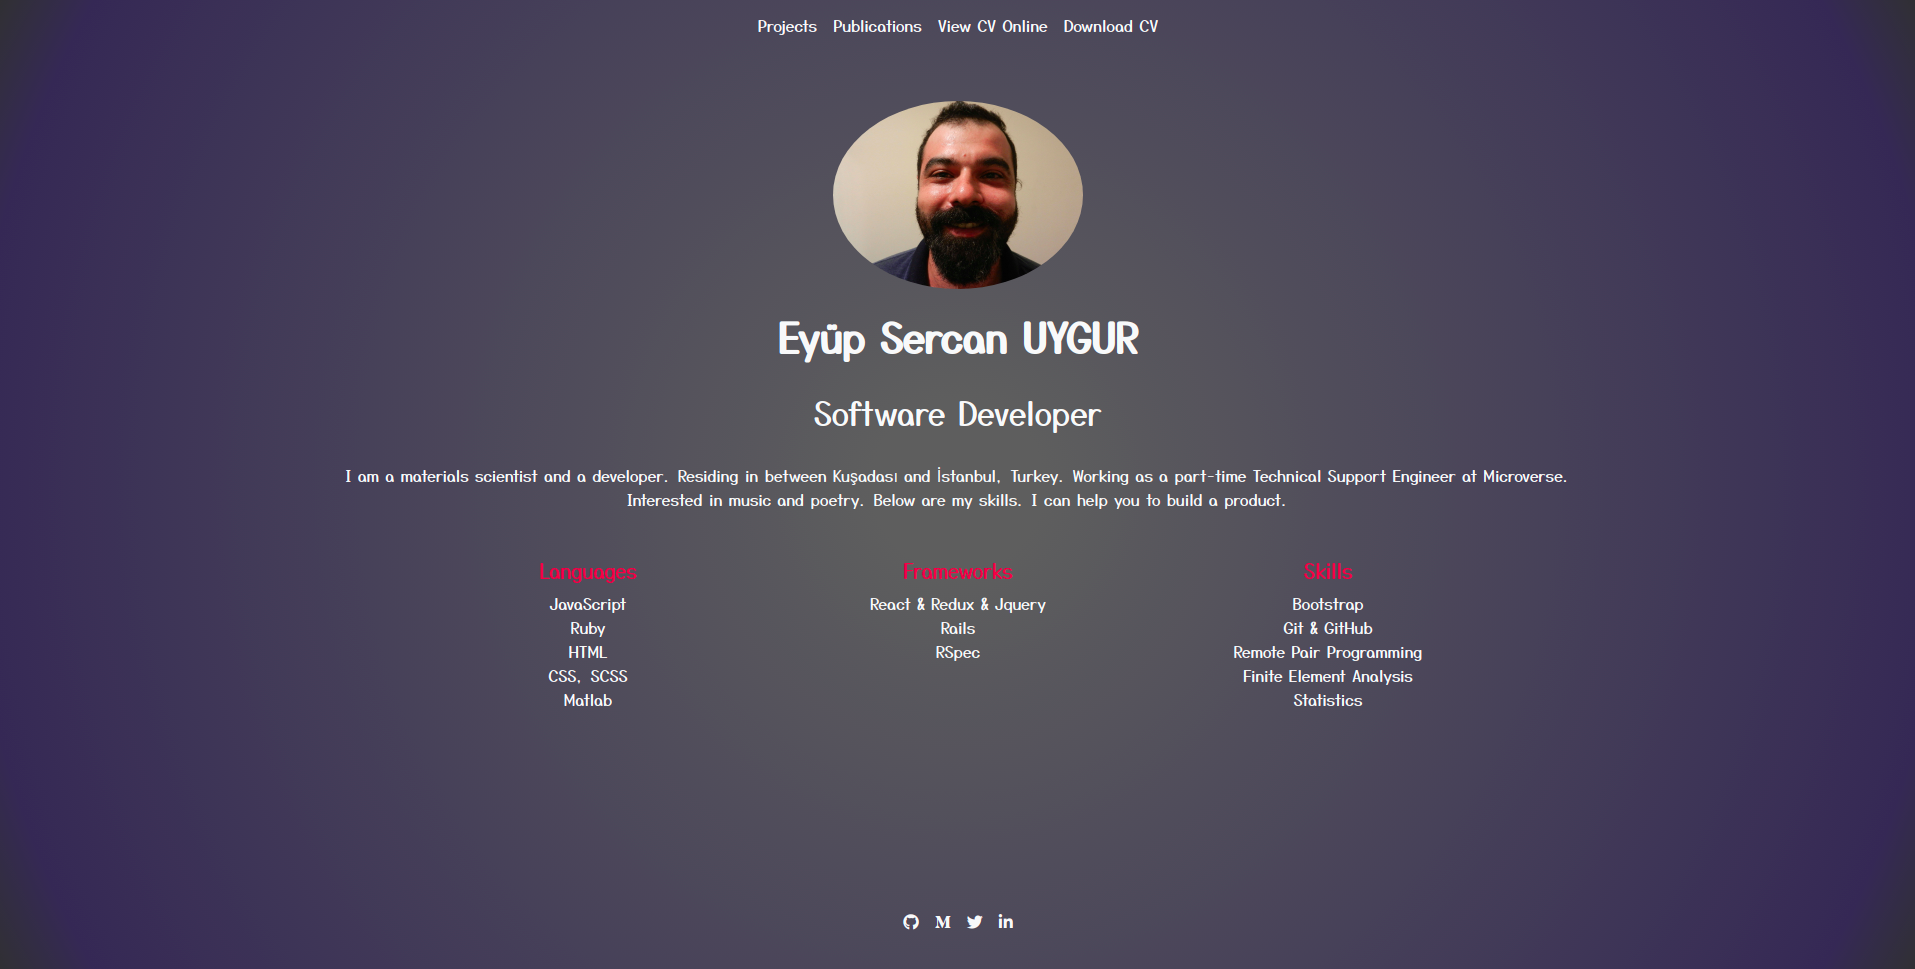 Projects Publications View CV Online Download CV
Eyüp Sercan UYGUR
Software Developer
I am a materials scientist and a developer. Residing in between Kuşadası and İstanbul, Turkey. Working as a part-time Technical Support Engineer at Microverse.
Interested in music and poetry. Below are my skills. I can help you to build a product.
Languages
JavaScript
Ruby
HTML
CSS, SCSS
Matlab
Frameworks
React & Redux & Jquery
Rails
RSpec
Skills
Bootstrap
Git & GitHub
Remote Pair Programming
Finite Element Analysis
Statistics